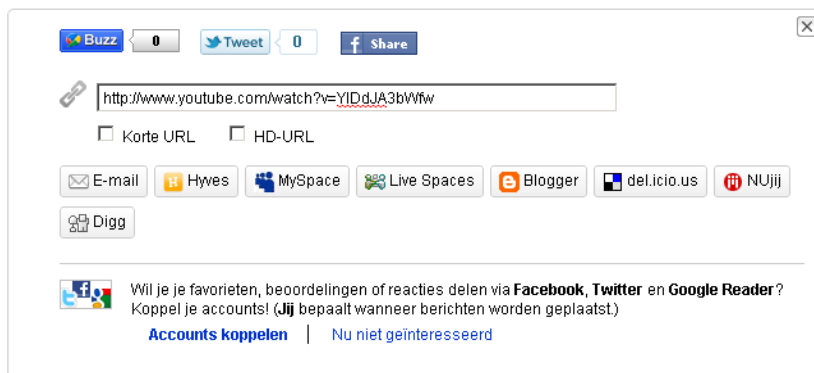 Buzz 0 Tweet 0 f Share
http://www.youtube.com/watch?v=YIDdJA3bWfw
Korte URL HD-URL
E-mail Hyves MySpace Live Spaces Blogger del.icio.us NUjij
Digg
Wil je je favorieten, beoordelingen of reacties delen via Facebook, Twitter en Google Reader?
Koppel je accounts! (Jij bepaalt wanneer berichten worden geplaatst.)
Accounts koppelen | Nu niet geïnteresseerd